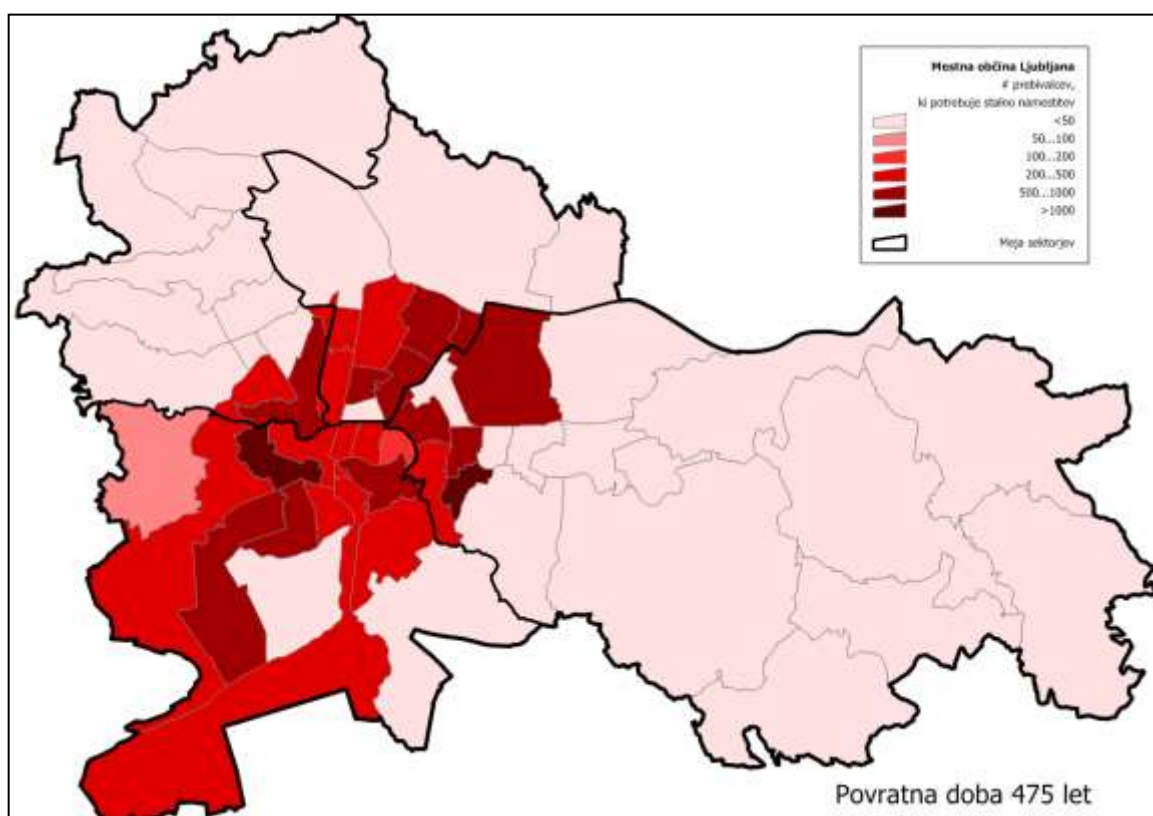 Mestna občina Ljubljana
# prebivalcev,
ki potrebuje stalno namestitev
<50
50...100
100...200
200...500
500...1000
>1000
Meja sektorjev
Povratna doba 475 let